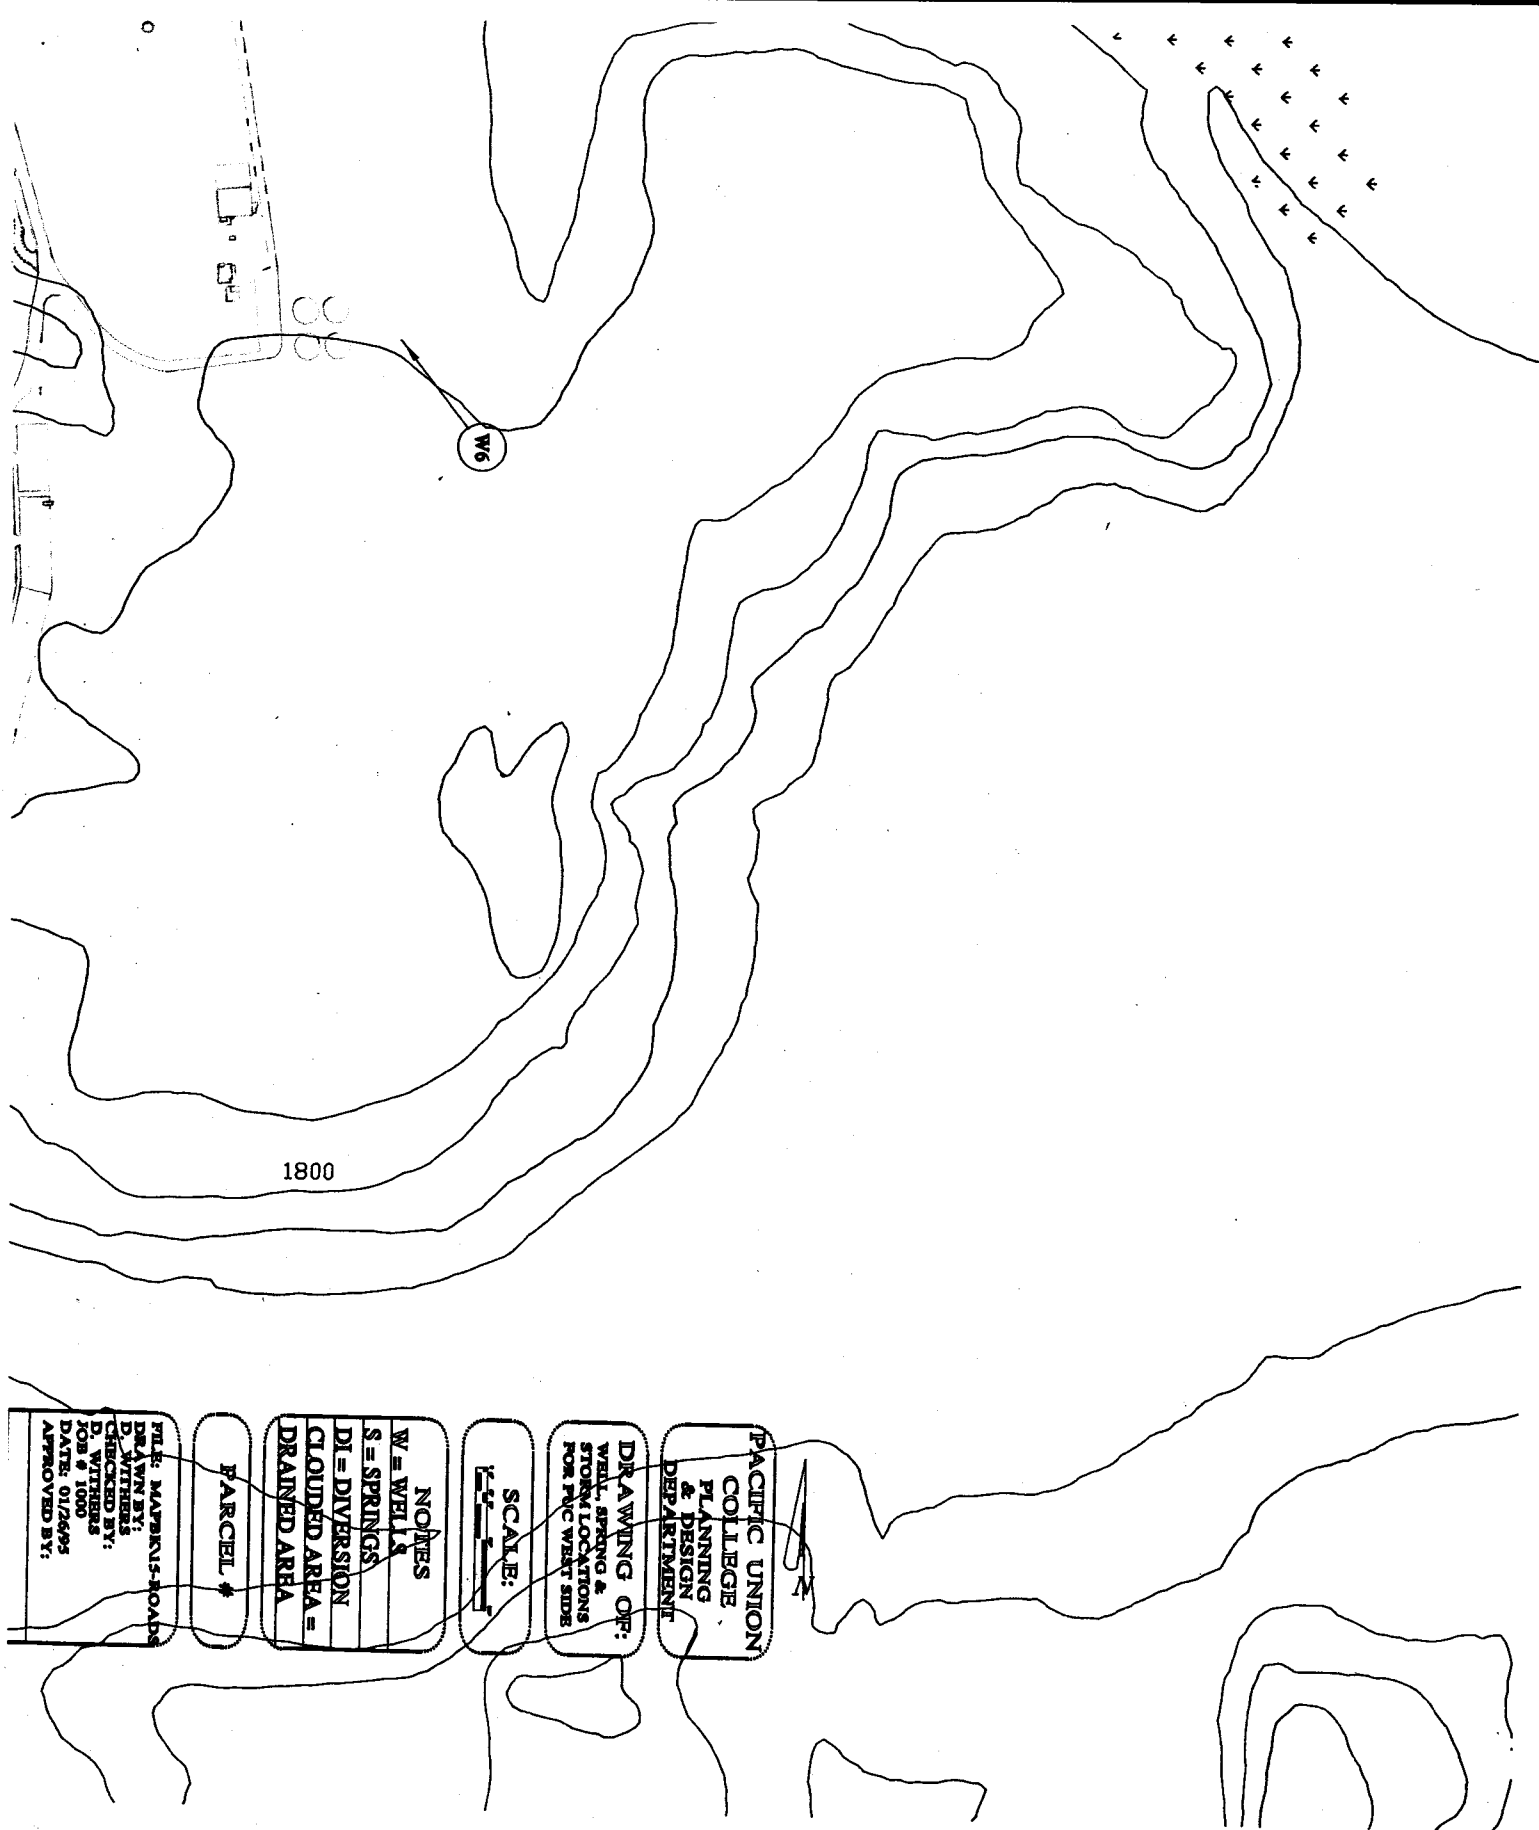 W6
1800
PACIFIC UNION
COLLEGE
PLANNING
& DESIGN
DEPARTMENT
N
DRAWING OF:
WELL, SPRING &
STORM LOCATIONS
FOR PUC WEST SIDE
SCALE:
NOTES
W = WELLS
S = SPRINGS
DI = DIVERSION
CLOUDED AREA =
DRAINED AREA
PARCEL #
FILE: MAPBK15-ROADS
DRAWN BY:
D. WITHERS
CHECKED BY:
D. WITHERS
JOB # 1000
DATE: 01/26/95
APPROVED BY: